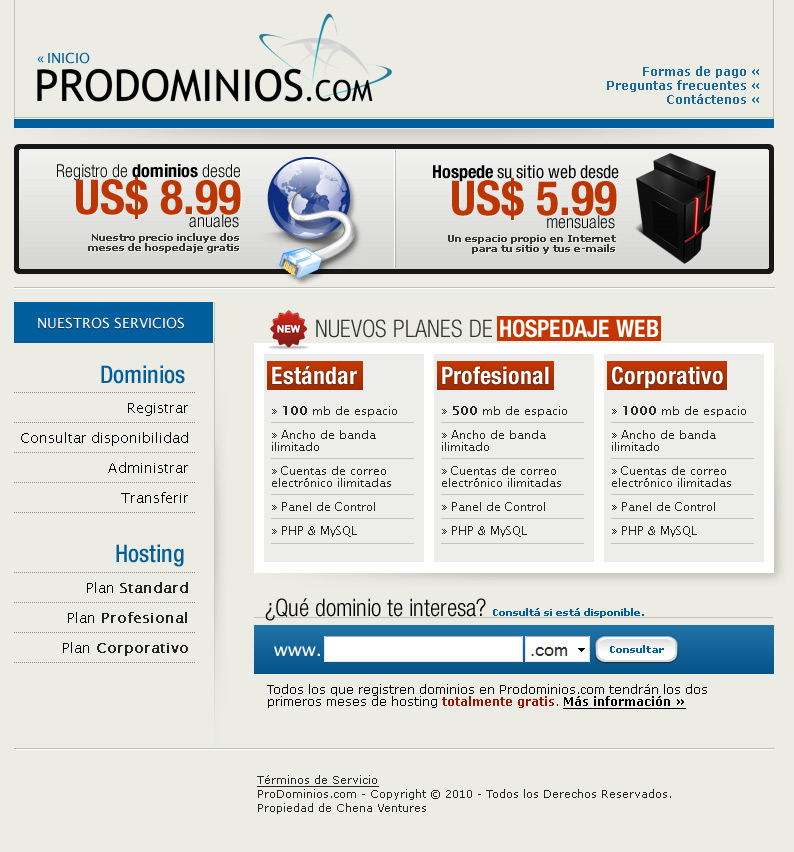 « INICIO
PRODOMINIOS.COM
Formas de pago «
Preguntas frecuentes «
Contáctenos «
Registro de dominios desde
US$ 8.99
anuales
Nuestro precio incluye dos
meses de hospedaje gratis
Hospede su sitio web desde
US$ 5.99
mensuales
Un espacio propio en Internet
para tu sitio y tus e-mails
NUESTROS SERVICIOS
Dominios
Registrar
Consultar disponibilidad
Administrar
Transferir
Hosting
Plan Standard
Plan Profesional
Plan Corporativo
NEW
NUEVOS PLANES DE HOSPEDAJE WEB
Estándar
» 100 mb de espacio
» Ancho de banda
ilimitado
» Cuentas de correo
electrónico ilimitadas
» Panel de Control
» PHP & MySQL
Profesional
» 500 mb de espacio
» Ancho de banda
ilimitado
» Cuentas de correo
electrónico ilimitadas
» Panel de Control
» PHP & MySQL
Corporativo
» 1000 mb de espacio
» Ancho de banda
ilimitado
» Cuentas de correo
electrónico ilimitadas
» Panel de Control
» PHP & MySQL
¿Qué dominio te interesa? Consultá si está disponible.
www. .com Consultar
Todos los que registren dominios en Prodominios.com tendrán los dos
primeros meses de hosting totalmente gratis. Más información »
Términos de Servicio
ProDominios.com - Copyright © 2010 - Todos los Derechos Reservados.
Propiedad de Chena Ventures